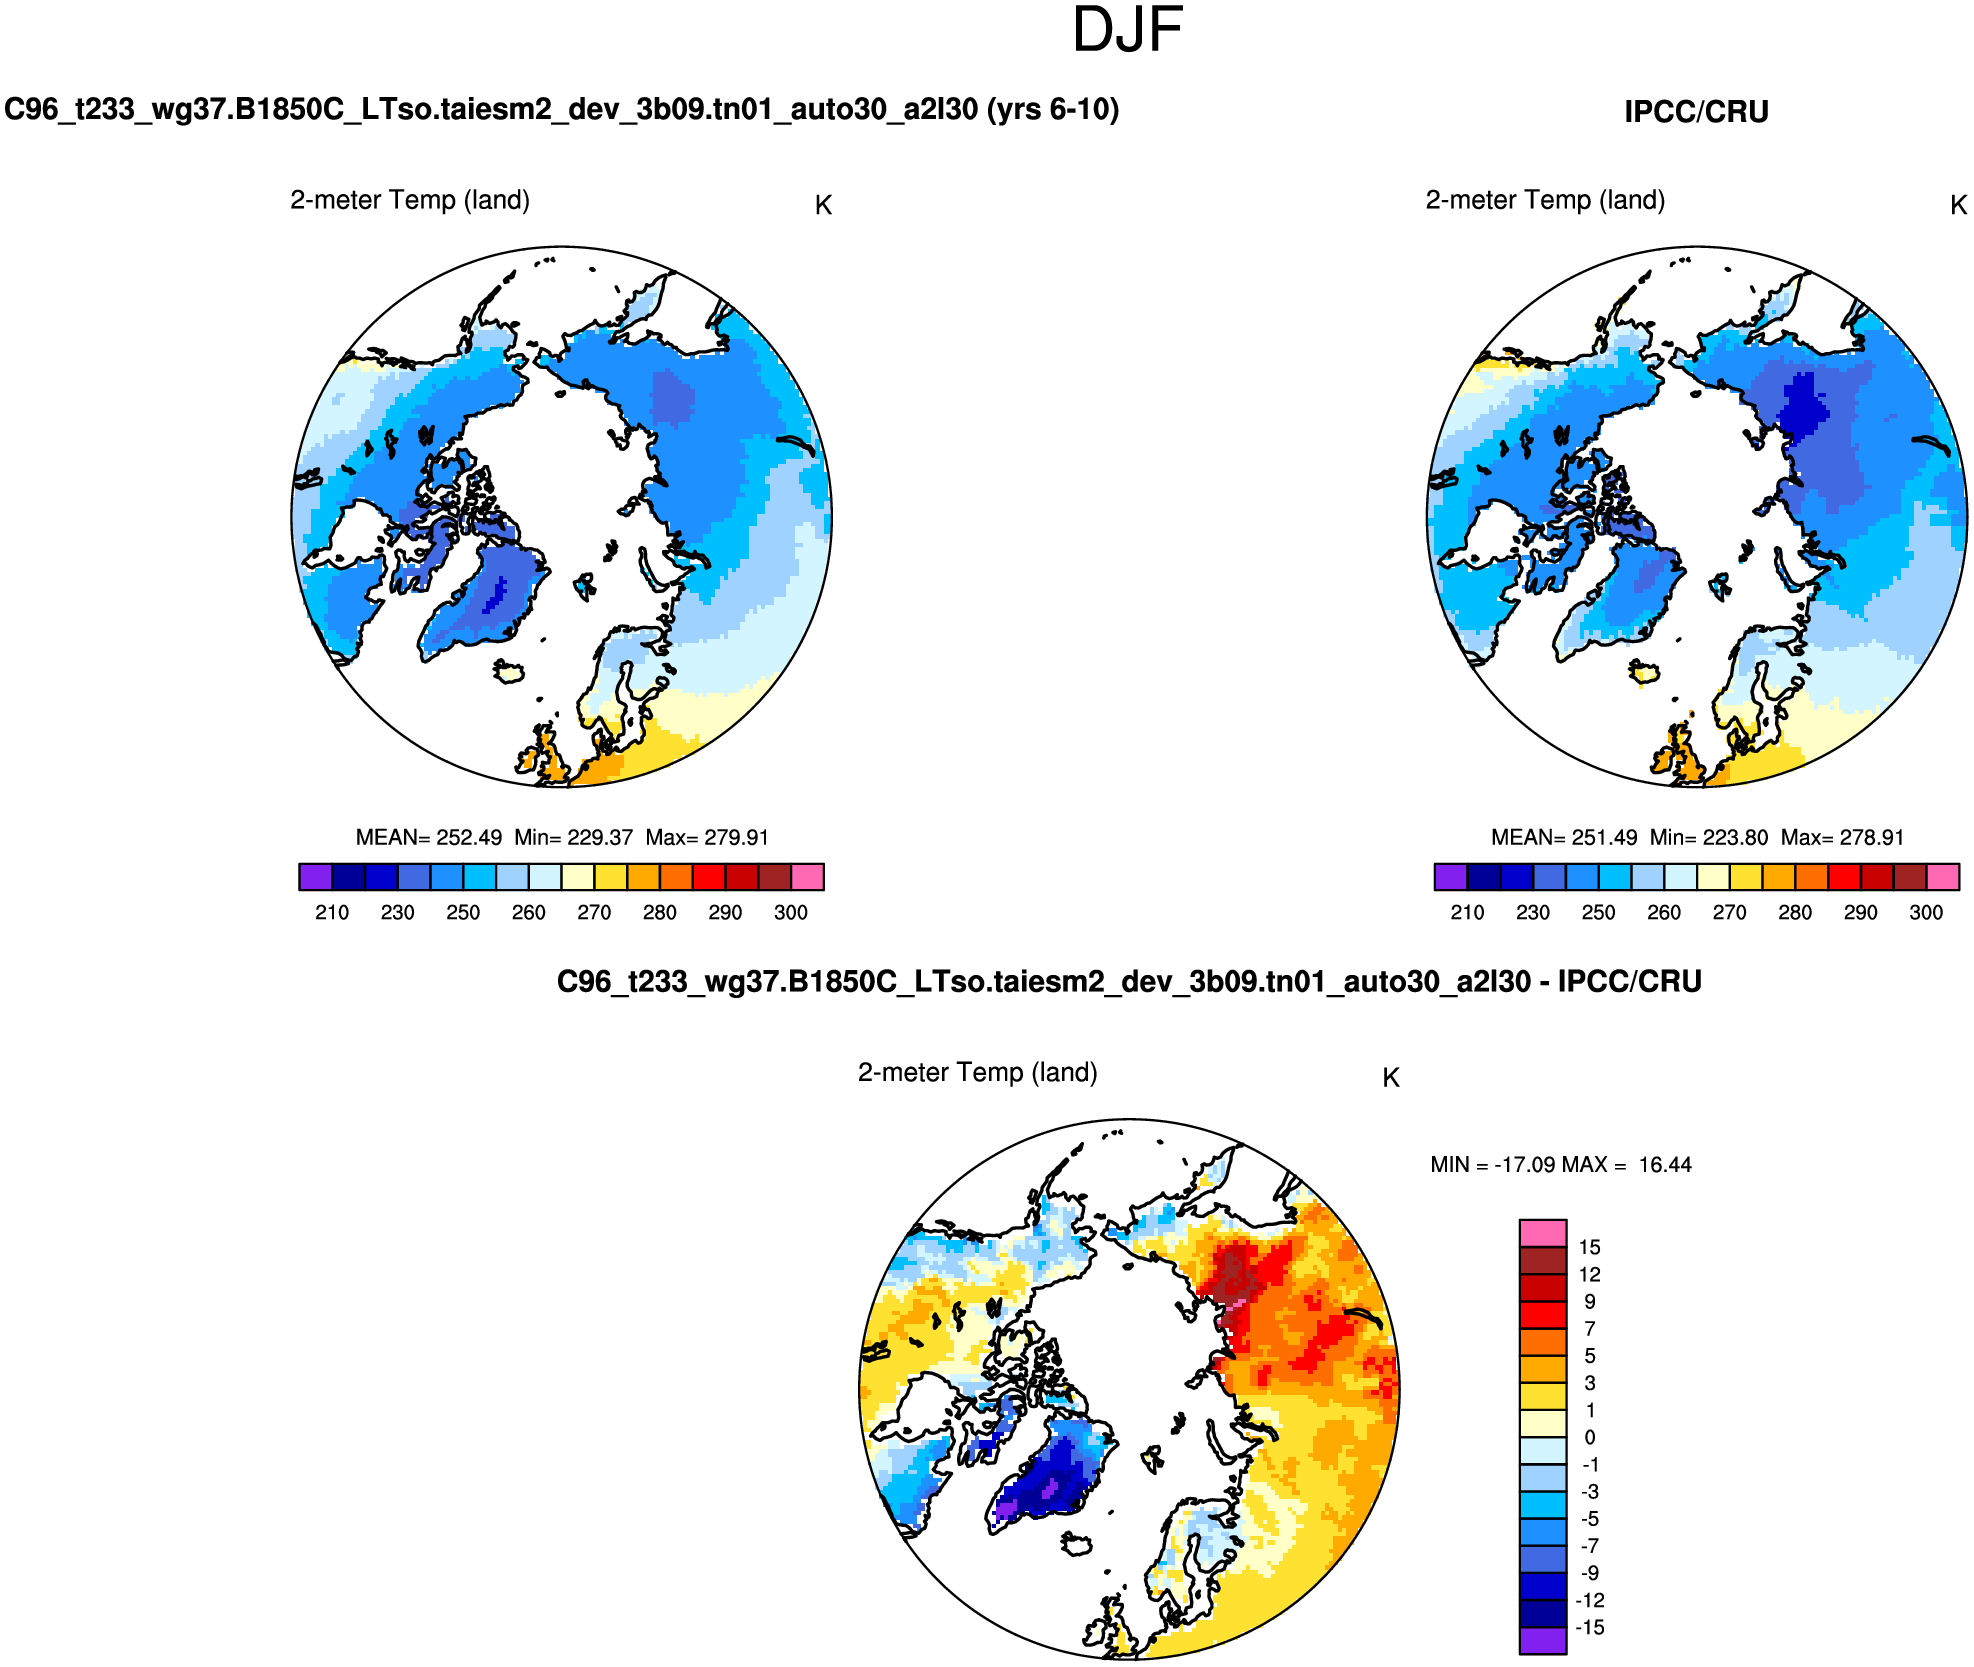 DJF
C96_t233_wg37.B1850C_LTso.taiesm2_dev_3b09.tn01_auto30_a2l30 (yrs 6-10)
IPCC/CRU
2-meter Temp (land) K
2-meter Temp (land) K
MEAN= 252.49 Min= 229.37 Max= 279.91
MEAN= 251.49 Min= 223.80 Max= 278.91
210 230 250 260 270 280 290 300
210 230 250 260 270 280 290 300
C96_t233_wg37.B1850C_LTso.taiesm2_dev_3b09.tn01_auto30_a2l30 - IPCC/CRU
2-meter Temp (land) K
MIN = -17.09 MAX = 16.44
15
12
9
7
5
3
1
0
-1
-3
-5
-7
-9
-12
-15